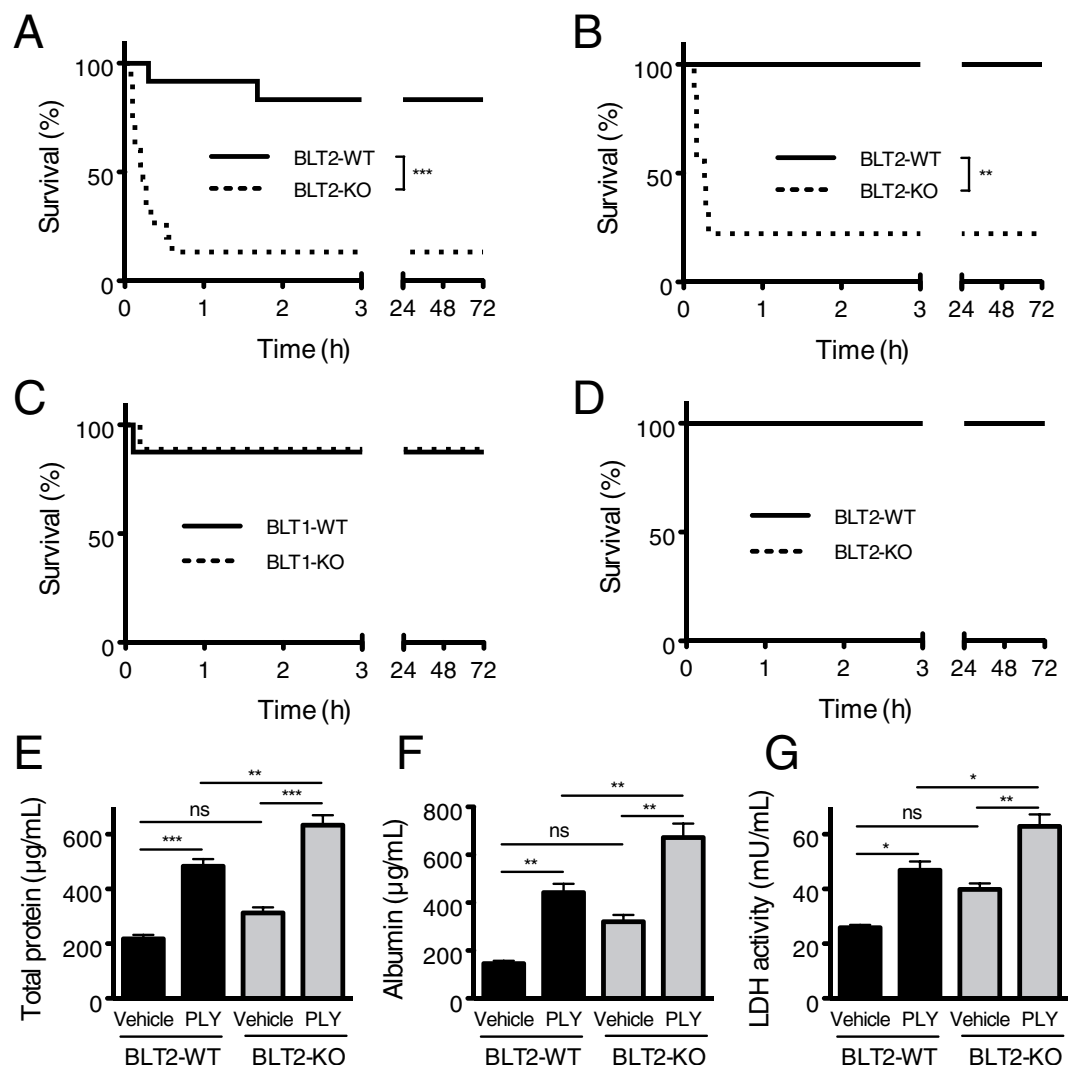 A
100
50
0
Survival (%)
BLT2-WT
BLT2-KO
***
0 1 2 3 24 48 72
Time (h)
B
100
50
0
Survival (%)
BLT2-WT
BLT2-KO
**
0 1 2 3 24 48 72
Time (h)
C
100
50
0
Survival (%)
BLT1-WT
BLT1-KO
0 1 2 3 24 48 72
Time (h)
D
100
50
0
Survival (%)
BLT2-WT
BLT2-KO
0 1 2 3 24 48 72
Time (h)
E
Total protein (µg/mL)
600
400
200
0
**
ns
***
***
Vehicle PLY Vehicle PLY
BLT2-WT BLT2-KO
F
Albumin (µg/mL)
800
600
400
200
0
**
**
ns
**
Vehicle PLY Vehicle PLY
BLT2-WT BLT2-KO
G
LDH activity (mU/mL)
60
40
20
0
*
**
ns
*
Vehicle PLY Vehicle PLY
BLT2-WT BLT2-KO